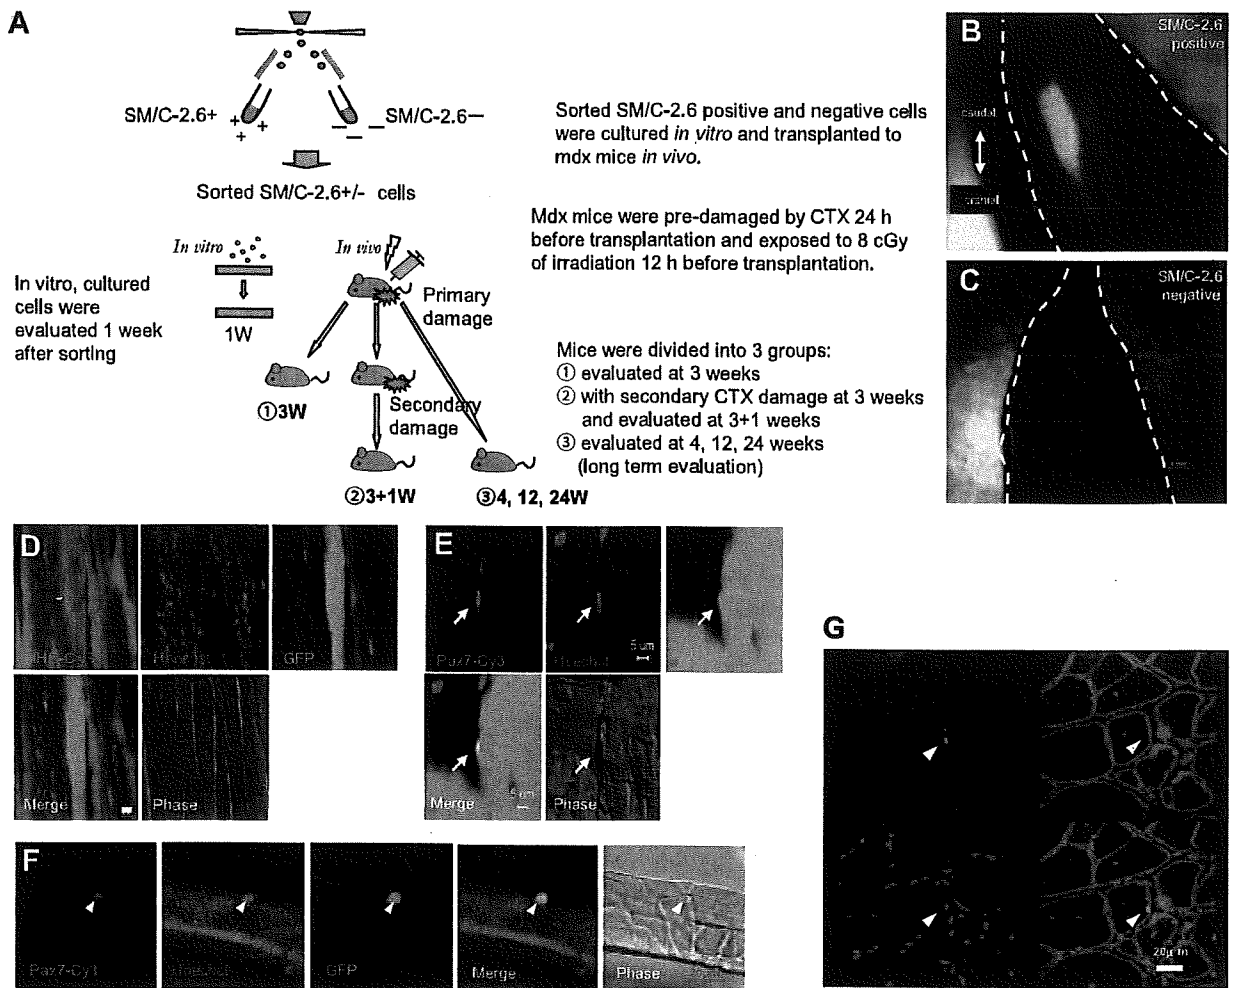 A
SM/C-2.6+
+
+ +
SM/C-2.6—
Sorted SM/C-2.6+/- cells
Sorted SM/C-2.6 positive and negative cells
were cultured in vitro and transplanted to
mdx mice in vivo.
Mdx mice were pre-damaged by CTX 24 h
before transplantation and exposed to 8 cGy
of irradiation 12 h before transplantation.
In vitro
In vivo
In vitro, cultured
cells were
evaluated 1 week
after sorting
1W
Primary
damage
①3W
Secondary
damage
②3+1W
③4, 12, 24W
Mice were divided into 3 groups:
① evaluated at 3 weeks
② with secondary CTX damage at 3 weeks
and evaluated at 3+1 weeks
③ evaluated at 4, 12, 24 weeks
(long term evaluation)
B
SM/C-2.6
positive
caudal
cranial
C
SM/C-2.6
negative
D
GFP
Merge
Phase
E
Pax7-Cy3
Hoechst
5 um
Merge
5 um
Phase
F
Pax7-Cy3
Hoechst
GFP
Merge
Phase
G
20μm